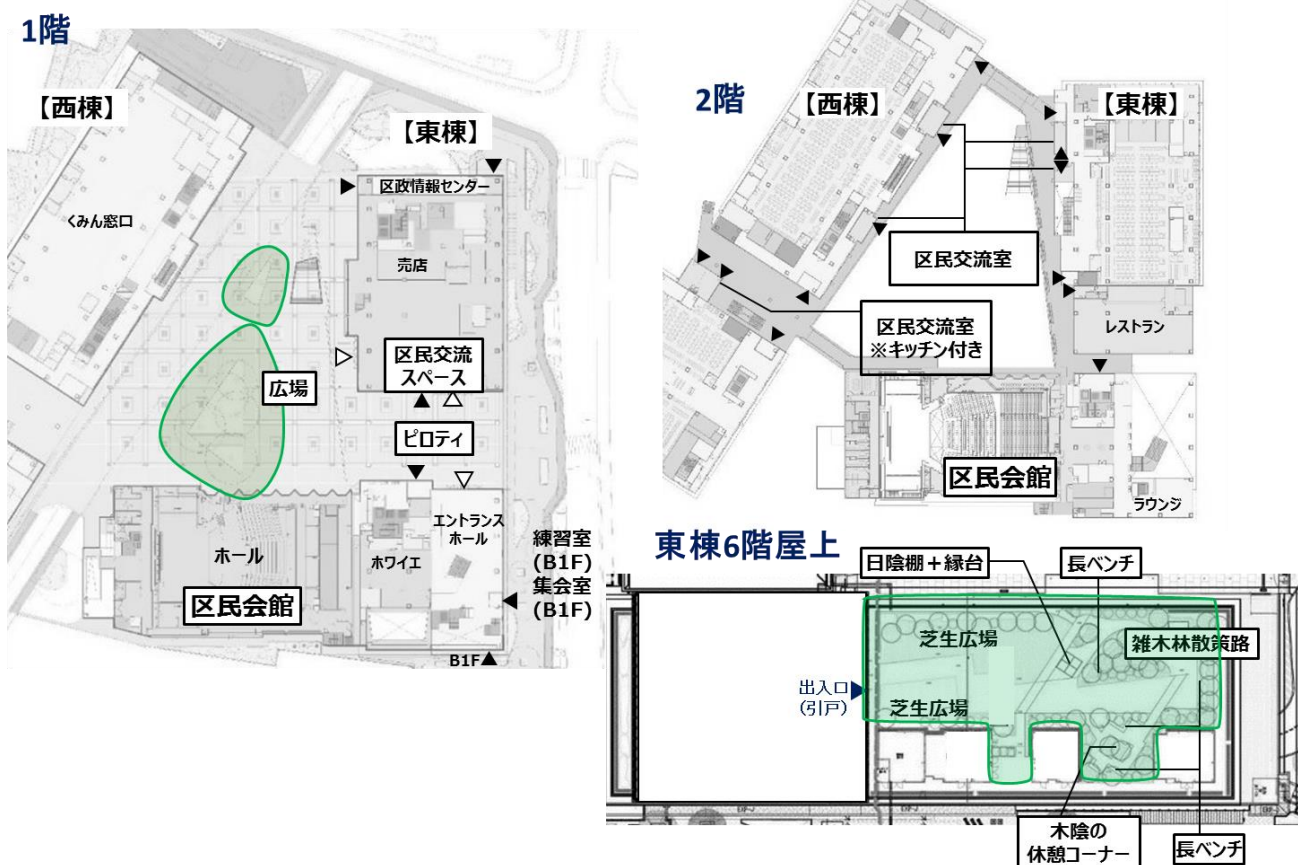 1階
【西棟】
【東棟】
区政情報センター
くみん窓口
売店
区民交流
スペース
広場
ピロティ
エントランス
ホール
ホール
ホワイエ
区民会館
練習室
(B1F)
集会室
(B1F)
B1F
2階
【西棟】
【東棟】
区民交流室
区民交流室
※キッチン付き
レストラン
区民会館
ラウンジ
東棟6階屋上
日陰棚+縁台
長ベンチ
芝生広場
雑木林散策路
出入口
(引戸)
芝生広場
木陰の
休憩コーナー
長ベンチ